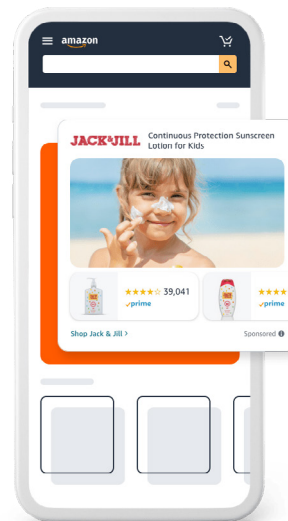 amazon
JACK&JILL
Continuous Protection Sunscreen
Lotion for Kids
39,041
prime
prime
Shop Jack & Jill >
Sponsored